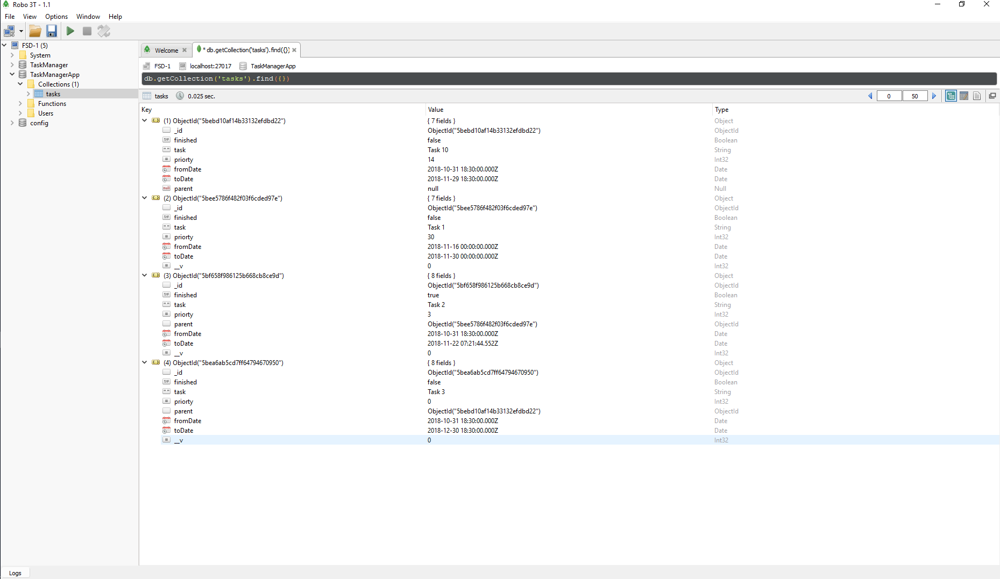 Robo 3T - 1.1
File View Options Window Help
FSD-1 (5)
System
TaskManager
TaskManagerApp
Collections (1)
tasks
Functions
Users
config
Welcome * db.getCollection('tasks').find({})
FSD-1 localhost:27017 TaskManagerApp
db.getCollection('tasks').find({})
tasks 0.025 sec. 0 50
Key Value Type
(1) ObjectId("5bebd10af14b33132efdbd22") { 7 fields } Object
_id ObjectId("5bebd10af14b33132efdbd22") ObjectId
T/F finished false Boolean
" " task Task 10 String
# priorty 14 Int32
fromDate 2018-10-31 18:30:00.000Z Date
toDate 2018-11-29 18:30:00.000Z Date
null parent null Null
(2) ObjectId("5bee5786f482f03f6cded97e") { 7 fields } Object
_id ObjectId("5bee5786f482f03f6cded97e") ObjectId
T/F finished false Boolean
" " task Task 1 String
# priorty 30 Int32
fromDate 2018-11-16 00:00:00.000Z Date
toDate 2018-11-30 00:00:00.000Z Date
# __v 0 Int32
(3) ObjectId("5bf658f986125b668cb8ce9d") { 8 fields } Object
_id ObjectId("5bf658f986125b668cb8ce9d") ObjectId
T/F finished true Boolean
" " task Task 2 String
# priorty 3 Int32
parent ObjectId("5bee5786f482f03f6cded97e") ObjectId
fromDate 2018-10-31 18:30:00.000Z Date
toDate 2018-11-22 07:21:44.552Z Date
# __v 0 Int32
(4) ObjectId("5bea6ab5cd7ff64794670950") { 8 fields } Object
_id ObjectId("5bea6ab5cd7ff64794670950") ObjectId
T/F finished false Boolean
" " task Task 3 String
# priorty 0 Int32
parent ObjectId("5bebd10af14b33132efdbd22") ObjectId
fromDate 2018-10-31 18:30:00.000Z Date
toDate 2018-12-30 18:30:00.000Z Date
# __v 0 Int32
Logs